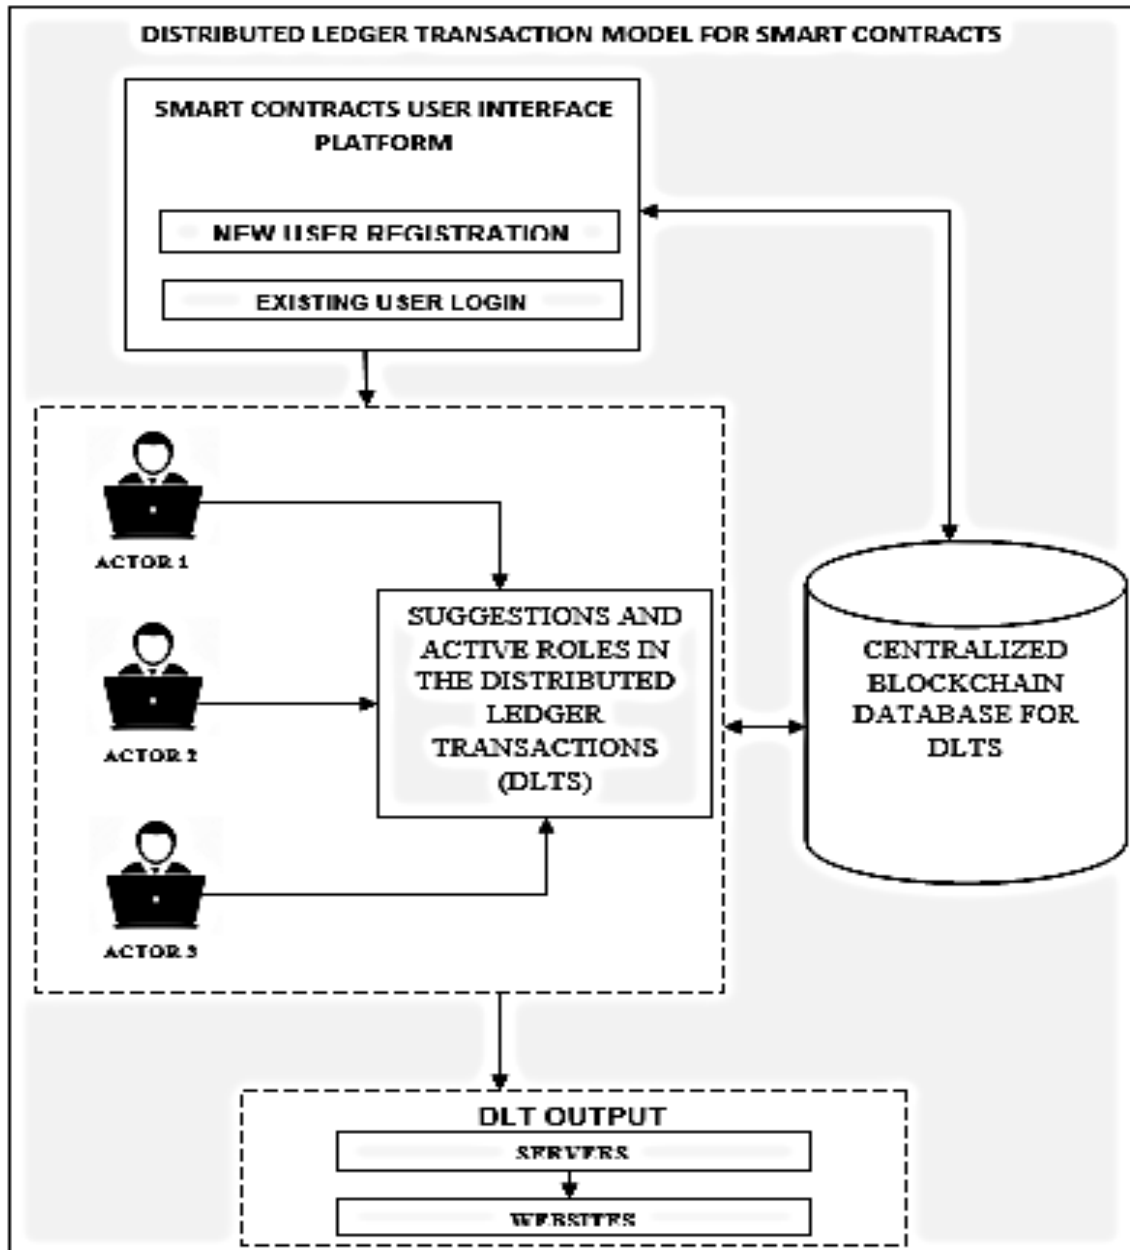 DISTRIBUTED LEDGER TRANSACTION MODEL FOR SMART CONTRACTS
SMART CONTRACTS USER INTERFACE
PLATFORM
NEW USER REGISTRATION
EXISTING USER LOGIN
ACTOR 1
ACTOR 2
ACTOR 3
SUGGESTIONS AND
ACTIVE ROLES IN
THE DISTRIBUTED
LEDGER
TRANSACTIONS
(DLTS)
CENTRALIZED
BLOCKCHAIN
DATABASE FOR
DLTS
DLT OUTPUT
SERVERS
WEBSITES